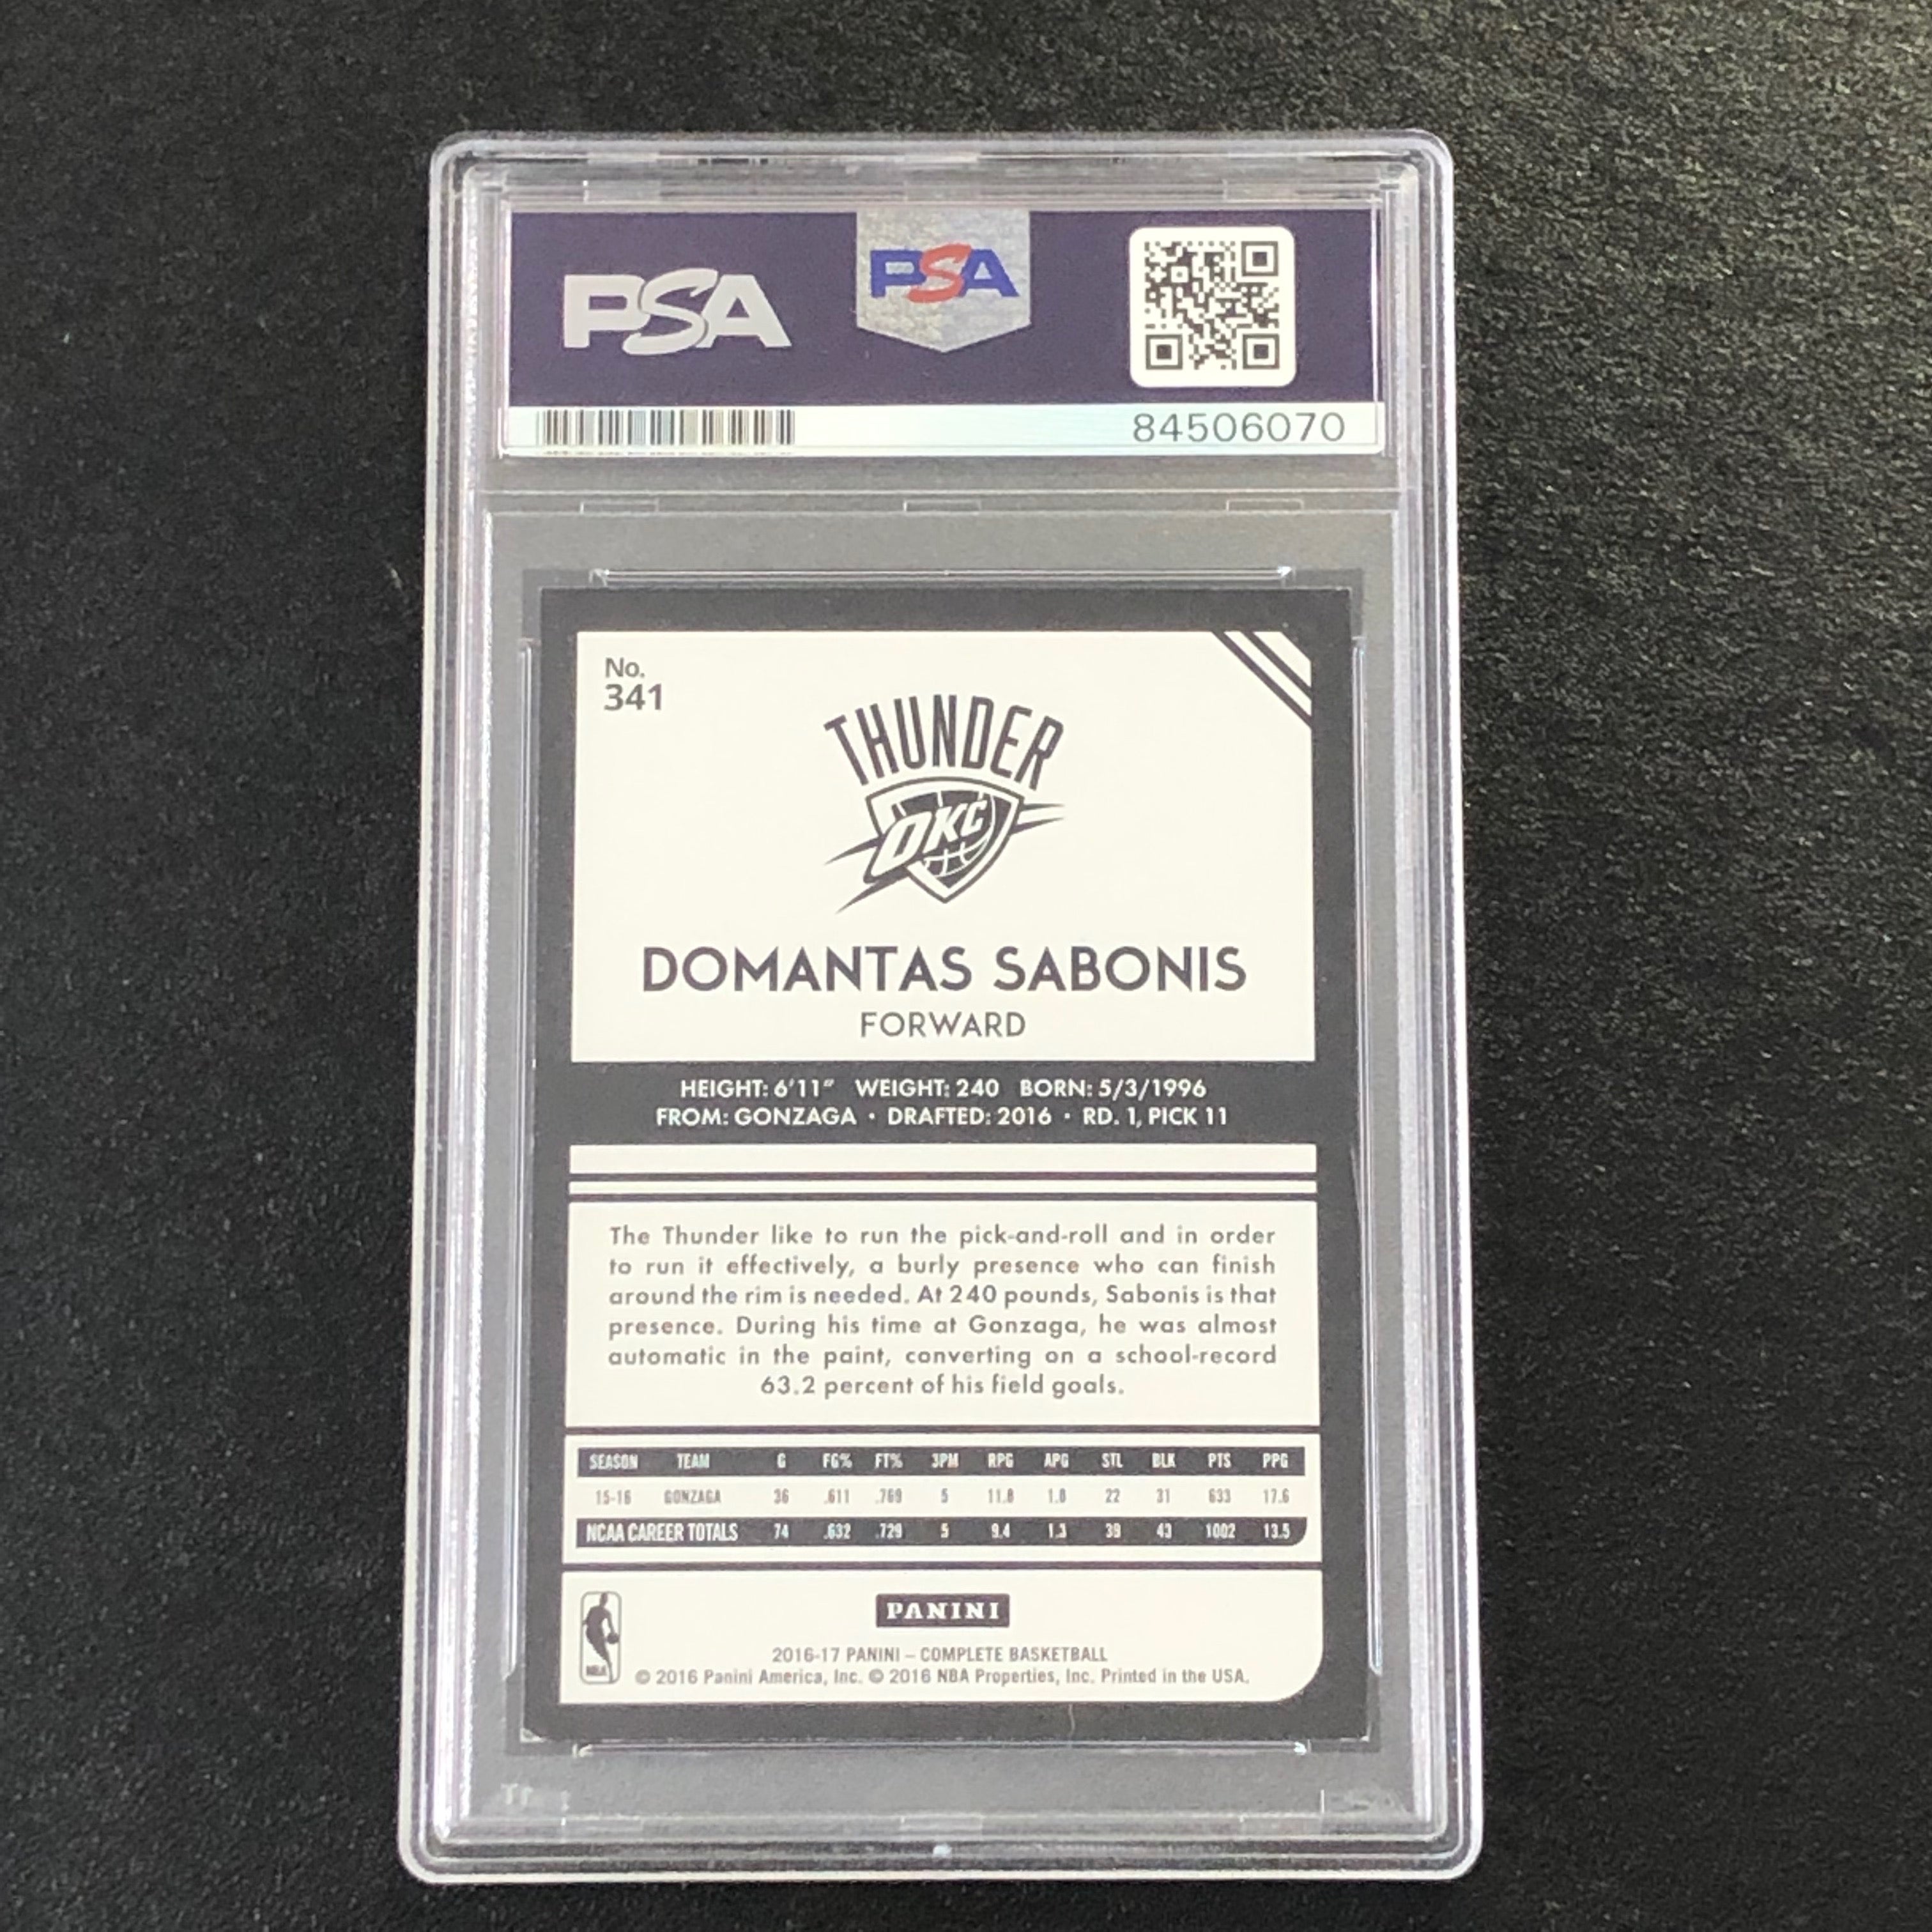 PSA
PSA
84506070
No.
341
THUNDER
OKC
DOMANTAS SABONIS
FORWARD
HEIGHT: 6'11" WEIGHT: 240 BORN: 5/3/1996
FROM: GONZAGA • DRAFTED: 2016 • RD. 1, PICK 11
The Thunder like to run the pick-and-roll and in order
to run it effectively, a burly presence who can finish
around the rim is needed. At 240 pounds, Sabonis is that
presence. During his time at Gonzaga, he was almost
automatic in the paint, converting on a school-record
63.2 percent of his field goals.
SEASON TEAM G FG% FT% 3PM RPG APG STL BLK PTS PPG
15-16 GONZAGA 36 .611 .769 5 11.8 1.8 22 31 633 17.6
NCAA CAREER TOTALS 74 .632 .729 5 9.4 1.3 39 43 1002 13.5
PANINI
NBA
2016-17 PANINI – COMPLETE BASKETBALL
© 2016 Panini America, Inc. © 2016 NBA Properties, Inc. Printed in the USA.